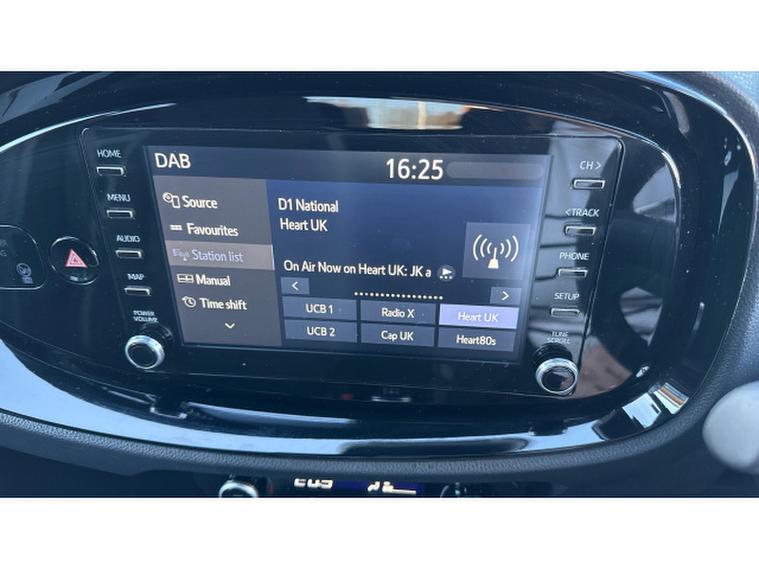 HOME
MENU
AUDIO
MAP
POWER
VOLUME
DAB
16:25
Source
Favourites
Station list
Manual
Time shift
D1 National
Heart UK
On Air Now on Heart UK: JK a
<
>
UCB 1
Radio X
Heart UK
UCB 2
Cap UK
Heart80s
CH >
< TRACK
PHONE
SETUP
TUNE
SCROLL